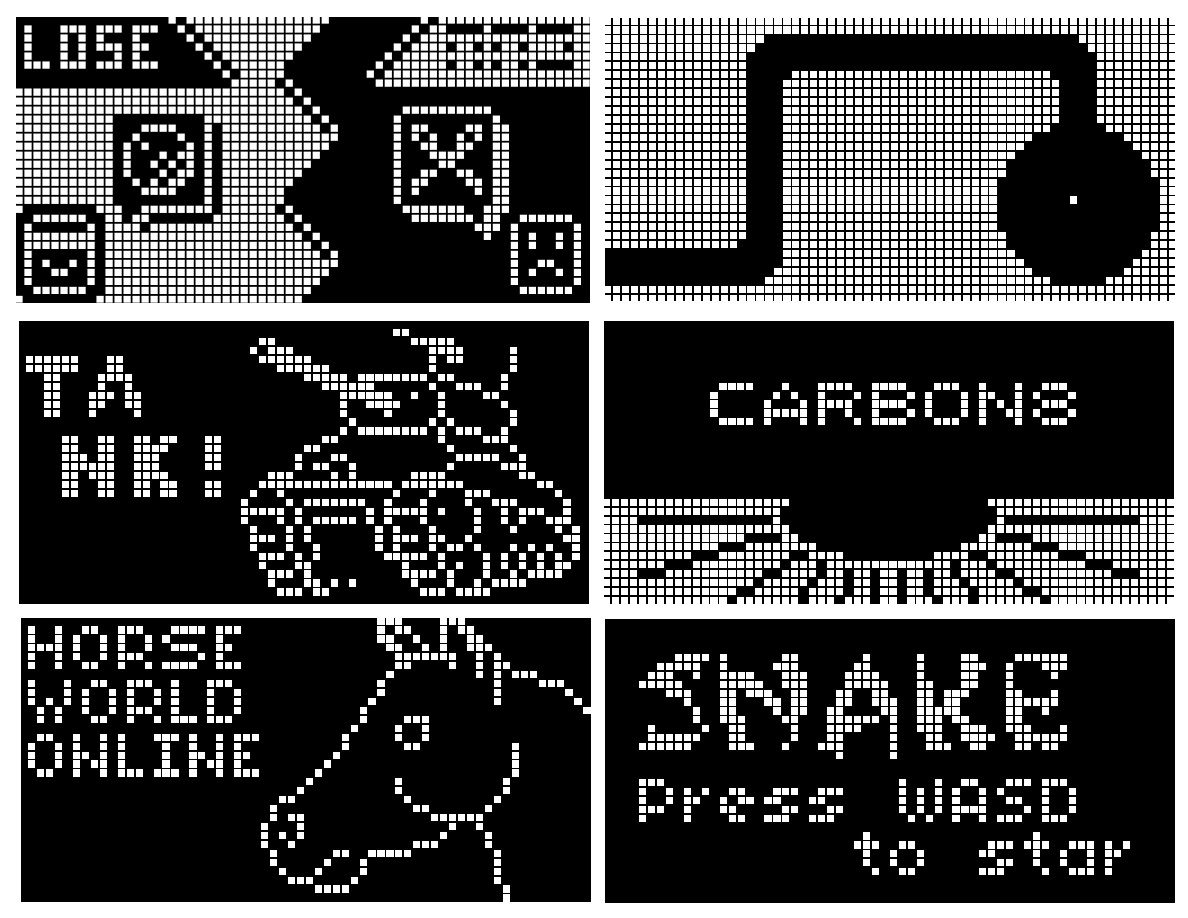 LOSE
TA
NK!
CARBONS
HORSE
WORLD
ONLINE
SNAKE
Press WASD
to star